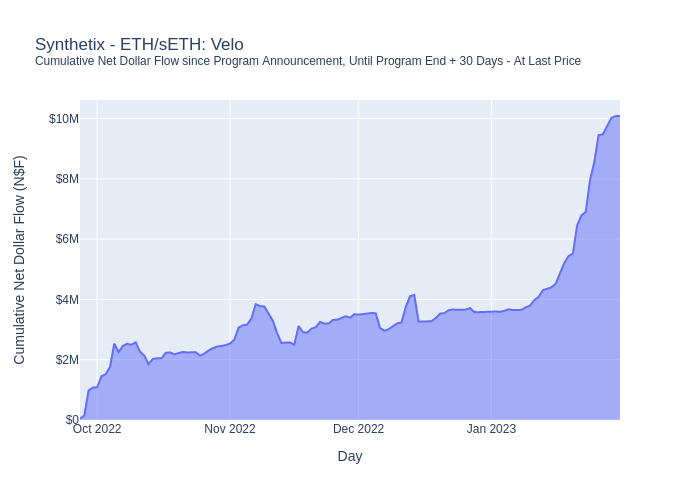 Synthetix - ETH/sETH: Velo
Cumulative Net Dollar Flow since Program Announcement, Until Program End + 30 Days - At Last Price
Cumulative Net Dollar Flow (N$F)
$10M
$8M
$6M
$4M
$2M
$0
Oct 2022
Nov 2022
Dec 2022
Jan 2023
Day